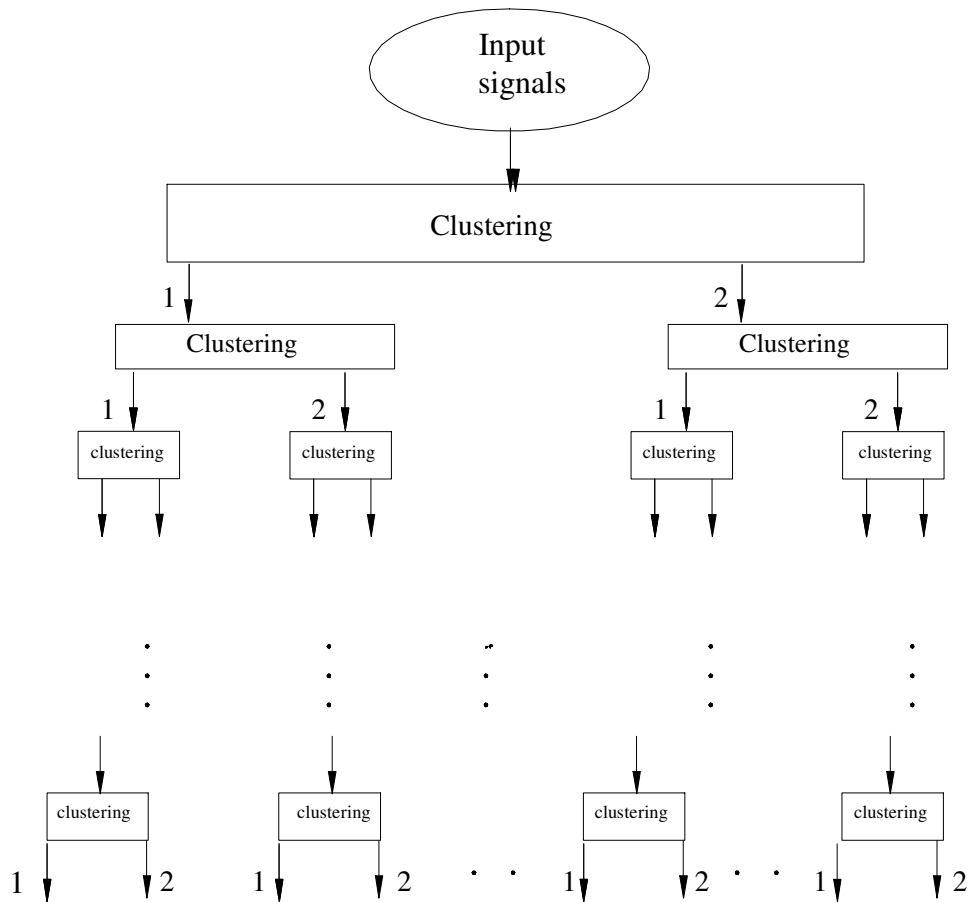 Input
signals
Clustering
1 2
Clustering Clustering
1 2 1 2
clustering clustering clustering clustering
clustering clustering clustering clustering
1 2 1 2 1 2 1 2